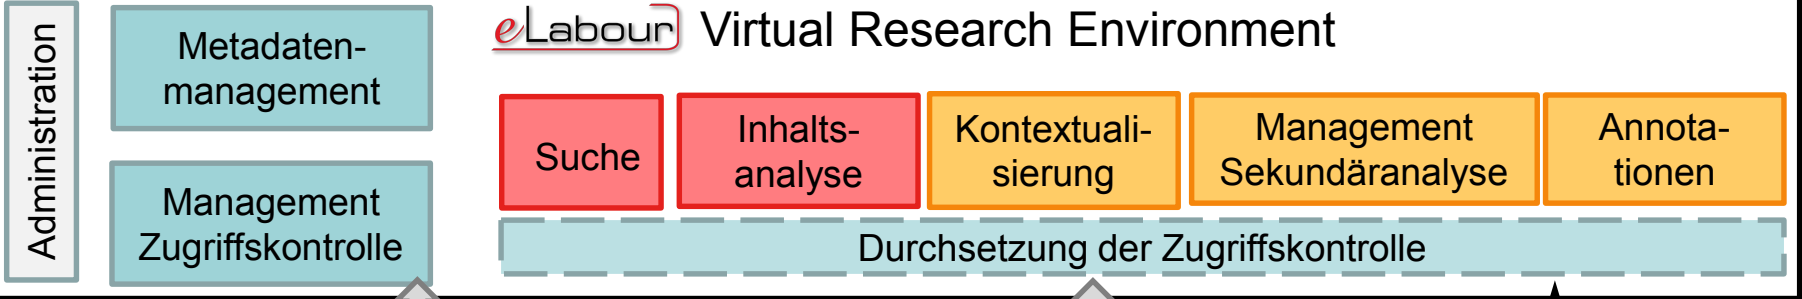 Administration
Metadaten-
management
Management
Zugriffskontrolle
eLabour Virtual Research Environment
Suche
Inhalts-
analyse
Kontextuali-
sierung
Management
Sekundäranalyse
Annota-
tionen
Durchsetzung der Zugriffskontrolle